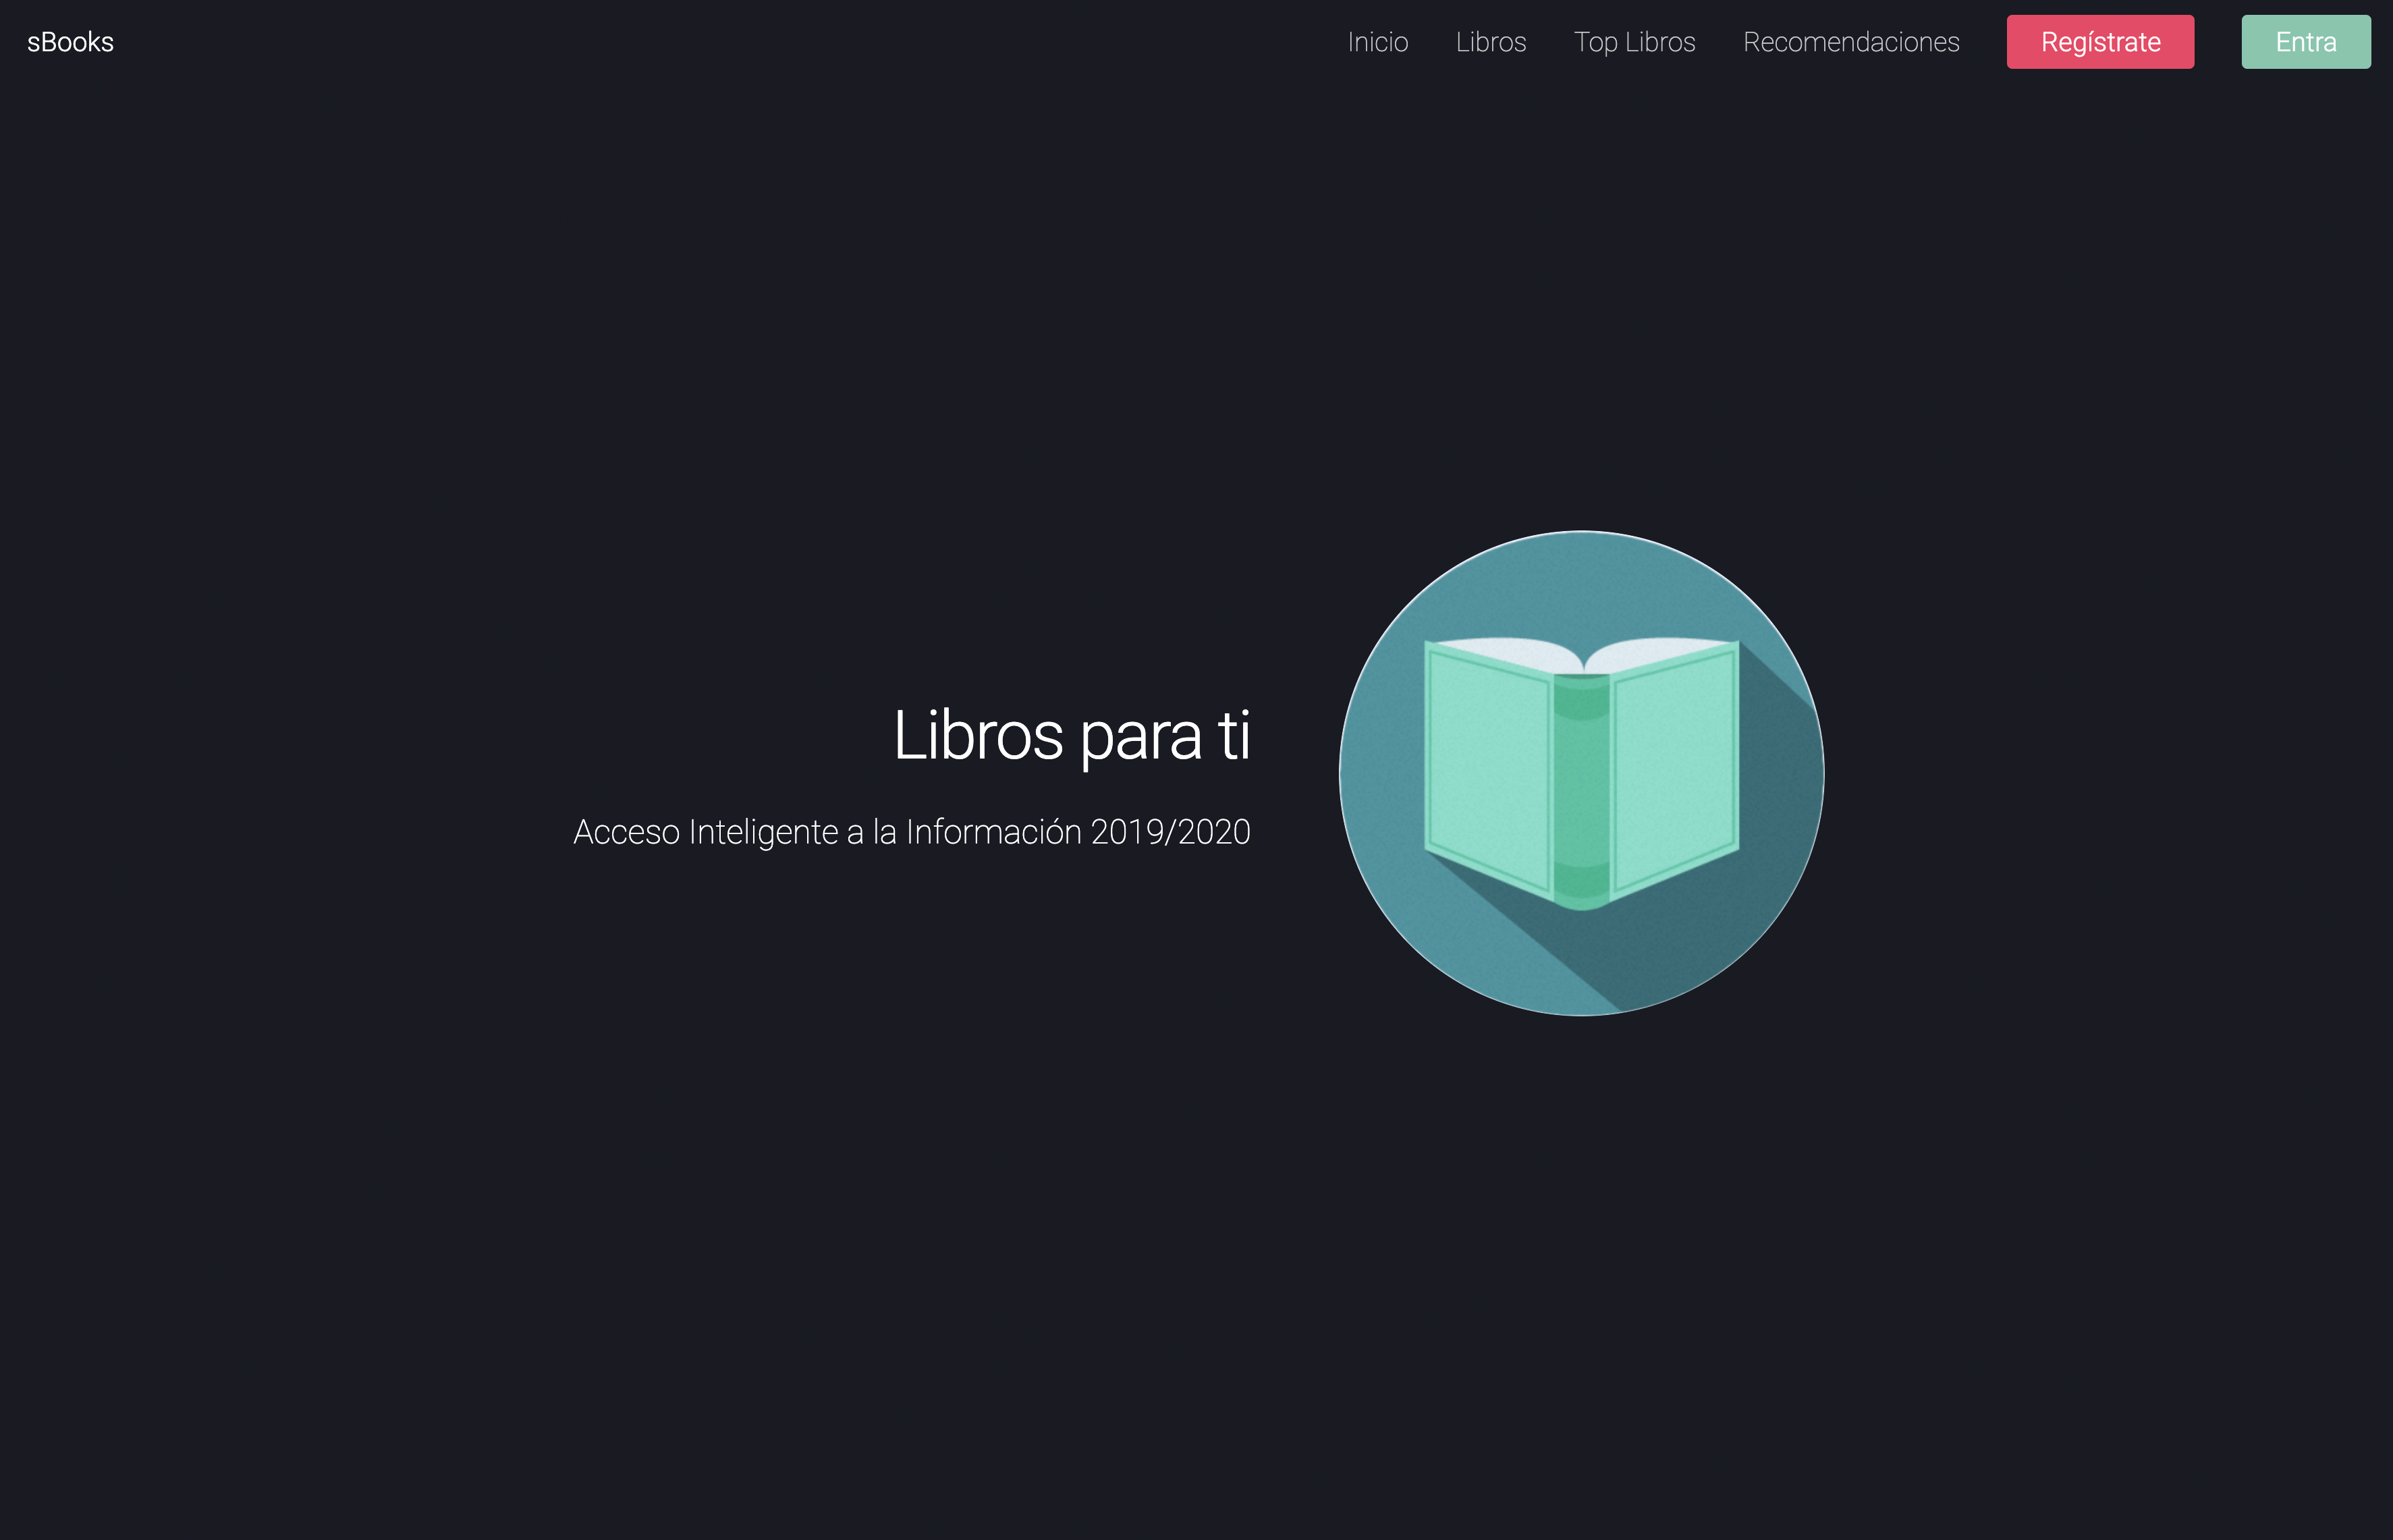 sBooks
Inicio Libros Top Libros Recomendaciones Regístrate Entra
Libros para ti
Acceso Inteligente a la Información 2019/2020